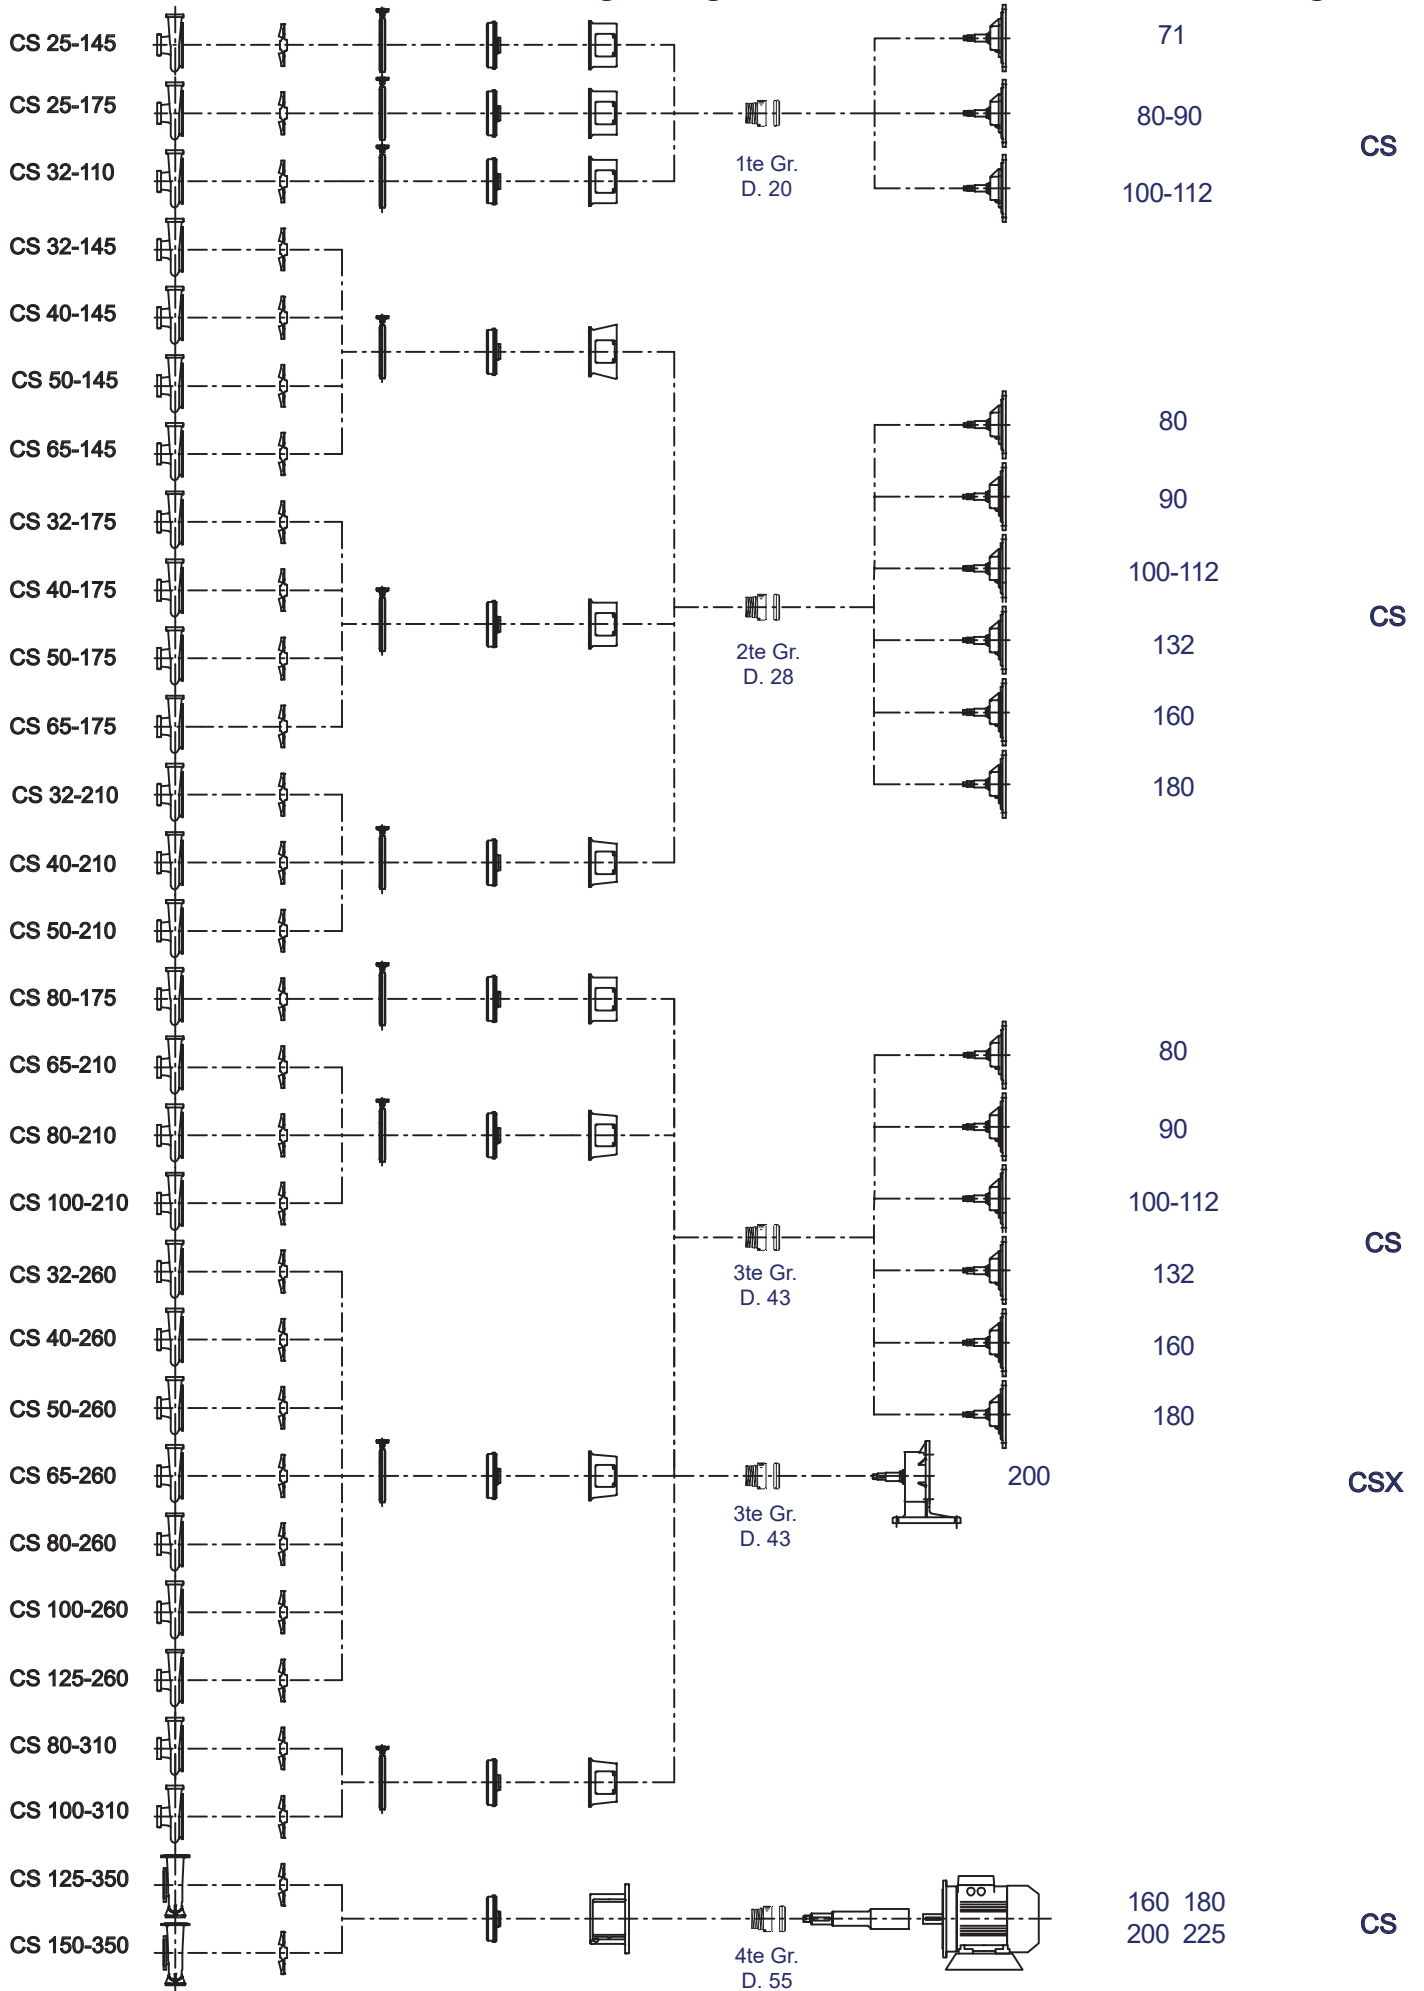 CS 25-145
71
CS 25-175
80-90
CS
1te Gr.
D. 20
CS 32-110
100-112
CS 32-145
CS 40-145
CS 50-145
80
CS 65-145
90
CS 32-175
100-112
CS 40-175
CS
2te Gr.
D. 28
132
CS 50-175
160
CS 65-175
180
CS 32-210
CS 40-210
CS 50-210
CS 80-175
80
CS 65-210
90
CS 80-210
100-112
CS 100-210
CS
3te Gr.
D. 43
132
CS 32-260
CS 40-260
160
CS 50-260
180
CS 65-260
200
CSX
3te Gr.
D. 43
CS 80-260
CS 100-260
CS 125-260
CS 80-310
CS 100-310
CS 125-350
160 180
200 225
CS
CS 150-350
4te Gr.
D. 55